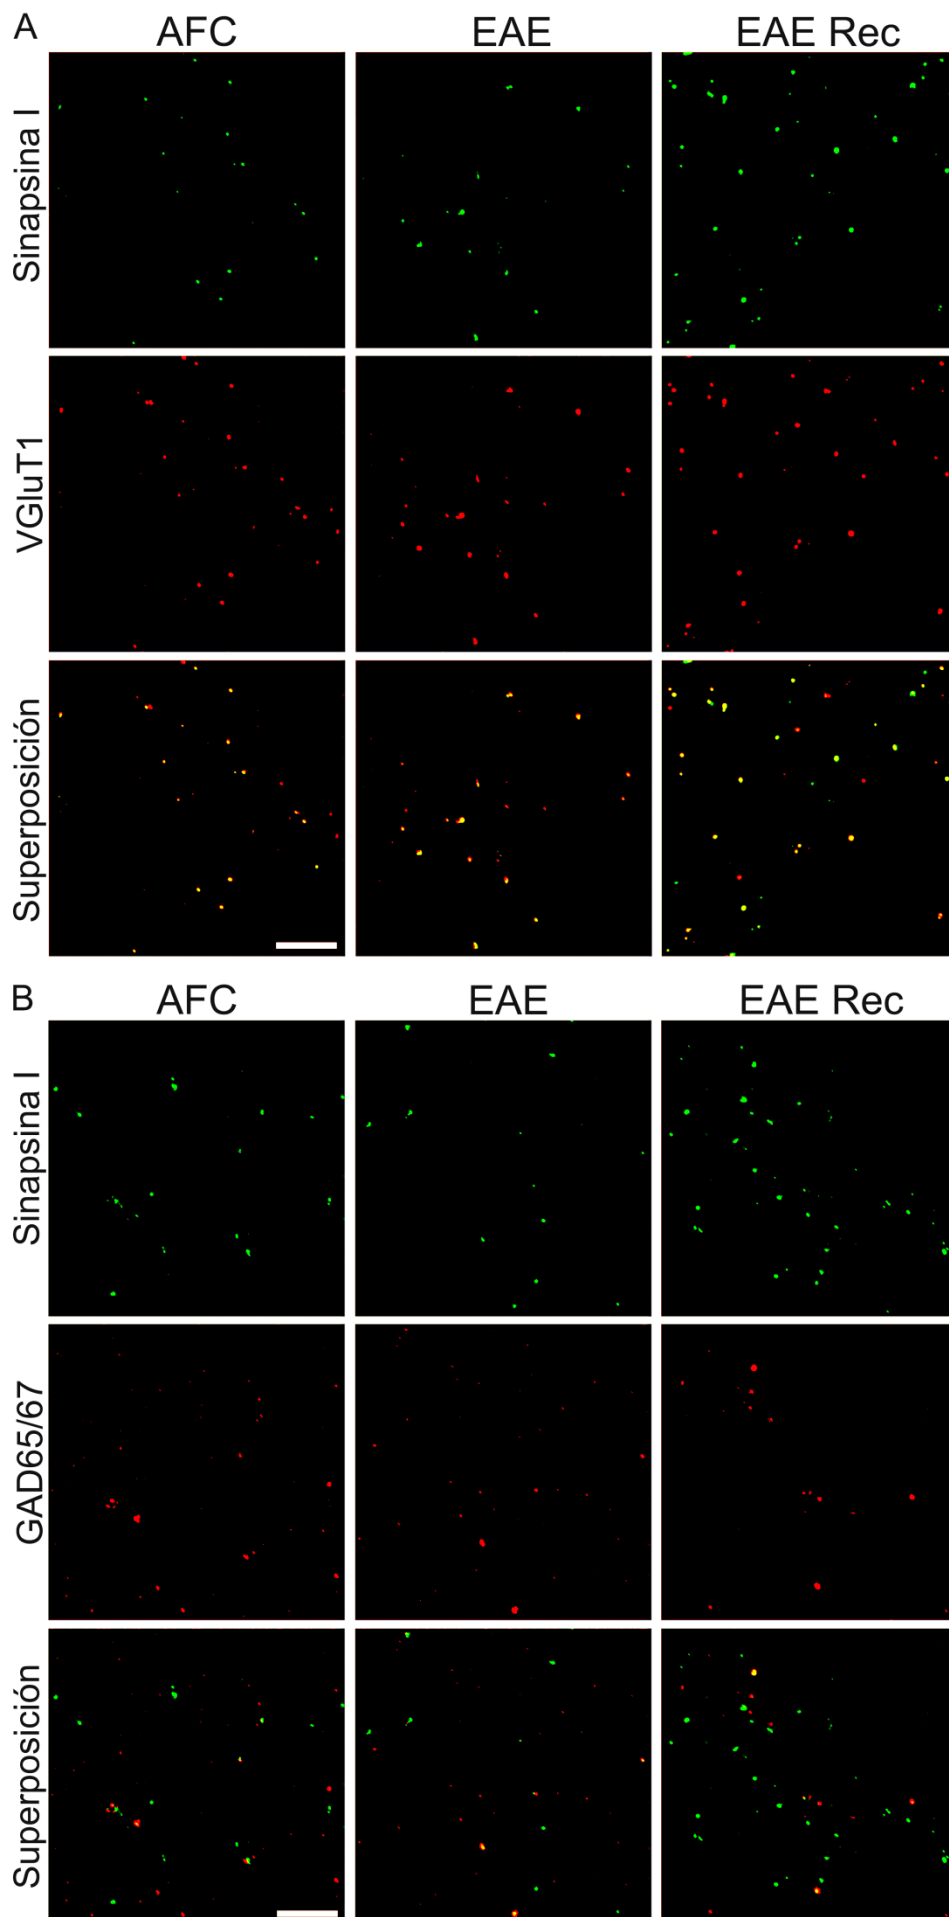 A
AFC EAE EAE Rec
Sinapsina I
VGluT1
Superposición
B
AFC EAE EAE Rec
Sinapsina I
GAD65/67
Superposición